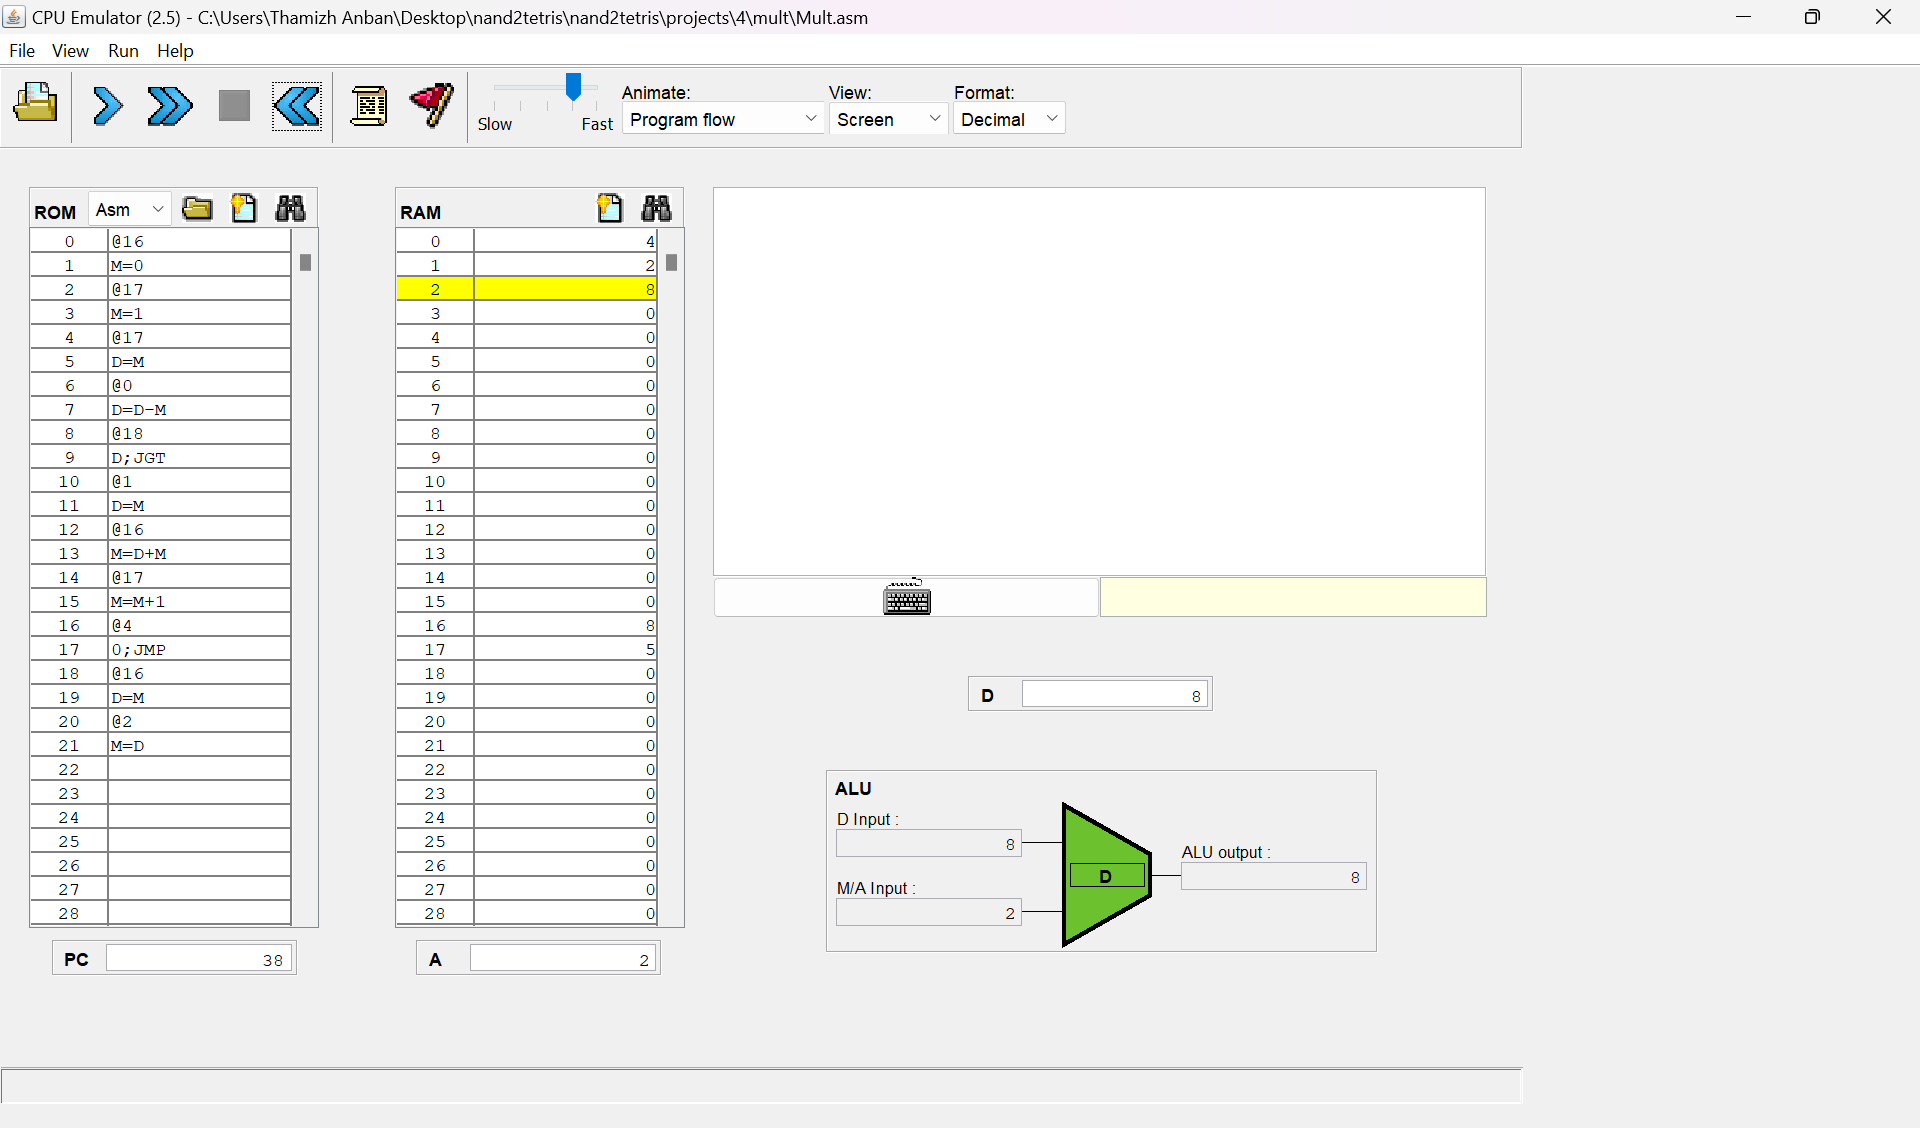 CPU Emulator (2.5) - C:\Users\Thamizh Anban\Desktop\nand2tetris\nand2tetris\projects\4\mult\Mult.asm
File View Run Help
Slow Fast
Animate:
Program flow
View:
Screen
Format:
Decimal
ROM Asm
0 @16
1 M=0
2 @17
3 M=1
4 @17
5 D=M
6 @0
7 D=D-M
8 @18
9 D;JGT
10 @1
11 D=M
12 @16
13 M=D+M
14 @17
15 M=M+1
16 @4
17 0;JMP
18 @16
19 D=M
20 @2
21 M=D
22
23
24
25
26
27
28
PC 38
RAM
0 4
1 2
2 8
3 0
4 0
5 0
6 0
7 0
8 0
9 0
10 0
11 0
12 0
13 0
14 0
15 0
16 8
17 5
18 0
19 0
20 0
21 0
22 0
23 0
24 0
25 0
26 0
27 0
28 0
A 2
D 8
ALU
D Input :
8
M/A Input :
2
D
ALU output :
8